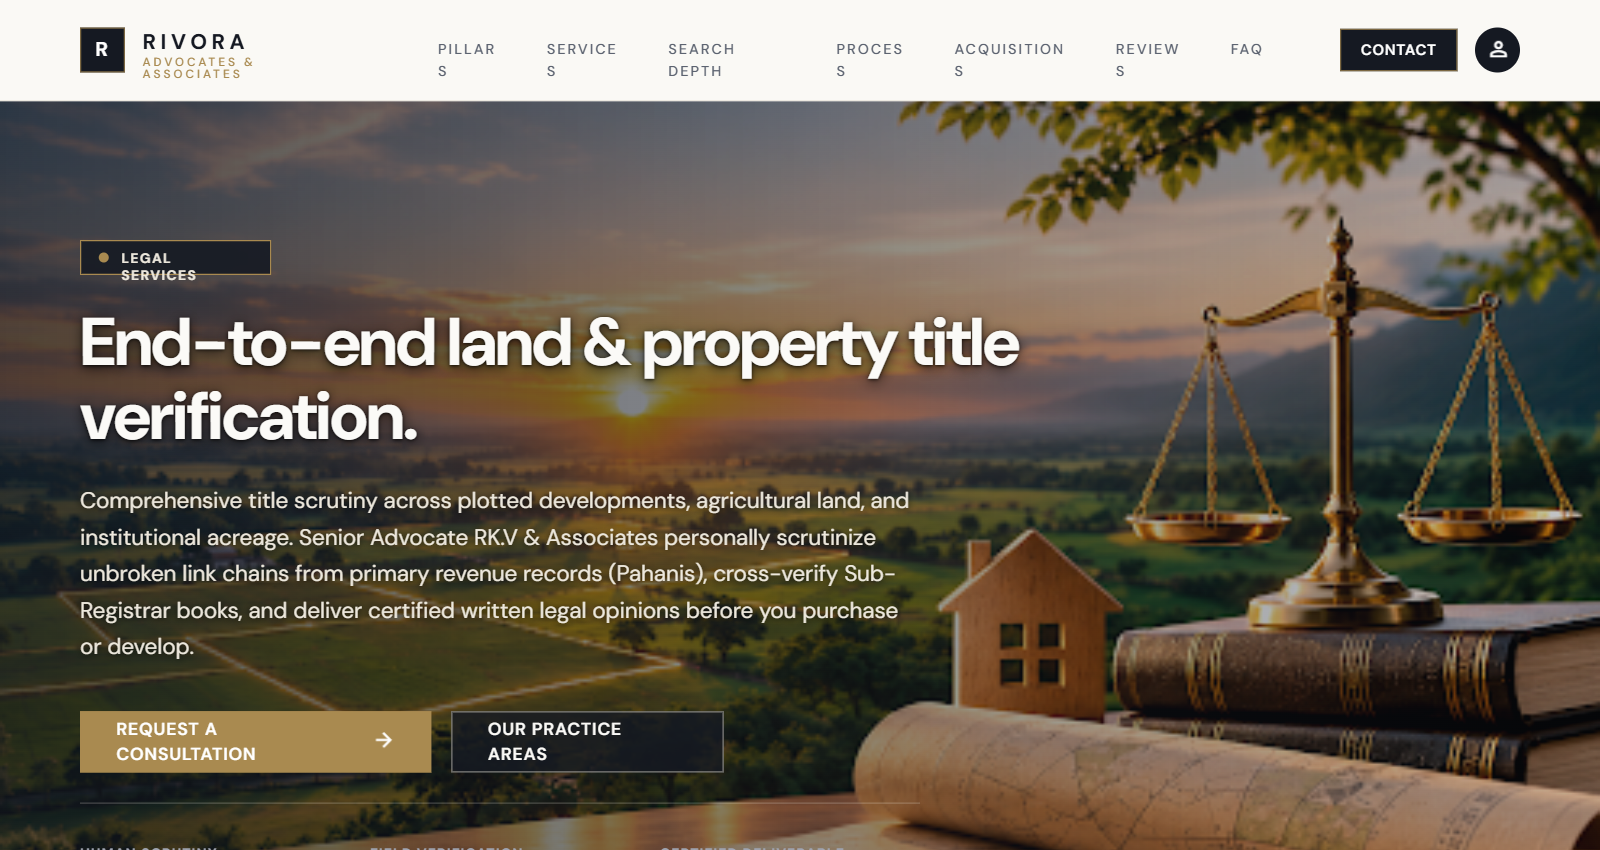 R
RIVORA
ADVOCATES &
ASSOCIATES
PILLAR
S
SERVICE
S
SEARCH
DEPTH
PROCES
S
ACQUISITION
S
REVIEW
S
FAQ
CONTACT
LEGAL
SERVICES
End-to-end land & property title
verification.
Comprehensive title scrutiny across plotted developments, agricultural land, and
institutional acreage. Senior Advocate RK.V & Associates personally scrutinize
unbroken link chains from primary revenue records (Pahanis), cross-verify Sub-
Registrar books, and deliver certified written legal opinions before you purchase
or develop.
REQUEST A
CONSULTATION
OUR PRACTICE
AREAS